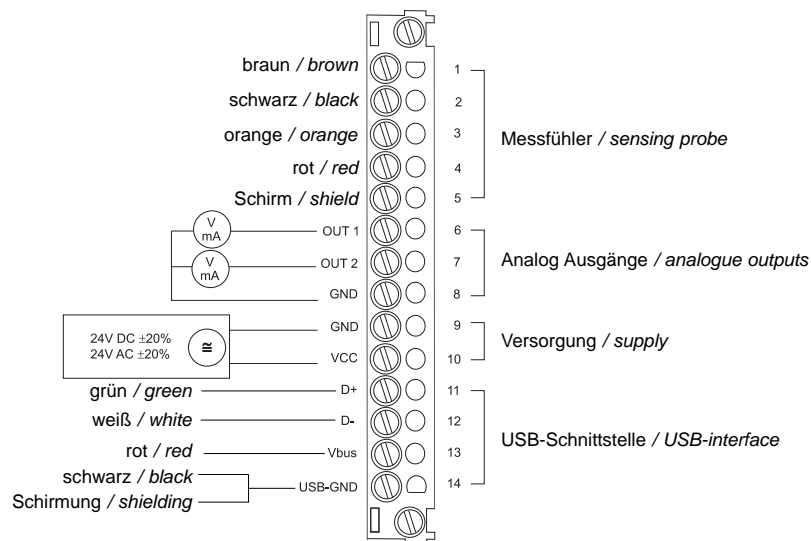 braun / brown 1
schwarz / black 2
orange / orange 3
rot / red 4
Schirm / shield 5
Messfühler / sensing probe
V
mA
OUT 1 6
V
mA
OUT 2 7
GND 8
Analog Ausgänge / analogue outputs
24V DC ±20%
24V AC ±20%
≅
GND 9
VCC 10
Versorgung / supply
grün / green D+ 11
weiß / white D- 12
rot / red Vbus 13
schwarz / black
Schirmung / shielding
USB-GND 14
USB-Schnittstelle / USB-interface